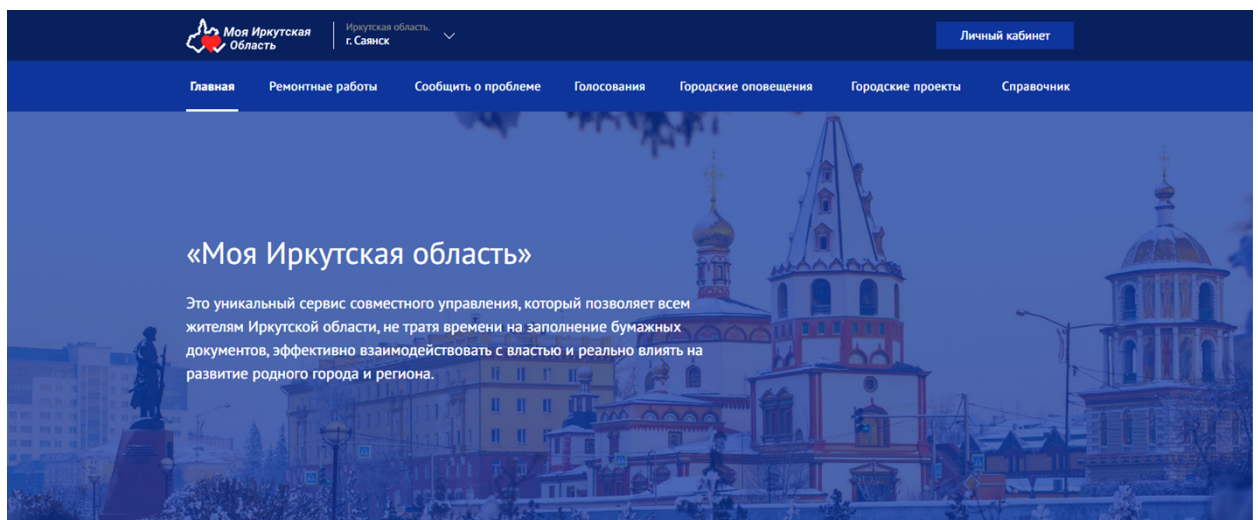 Моя Иркутская
Область
Иркутская область.
г. Саянск
Личный кабинет
Главная
Ремонтные работы
Сообщить о проблеме
Голосования
Городские оповещения
Городские проекты
Справочник
«Моя Иркутская область»
Это уникальный сервис совместного управления, который позволяет всем
жителям Иркутской области, не тратя времени на заполнение бумажных
документов, эффективно взаимодействовать с властью и реально влиять на
развитие родного города и региона.